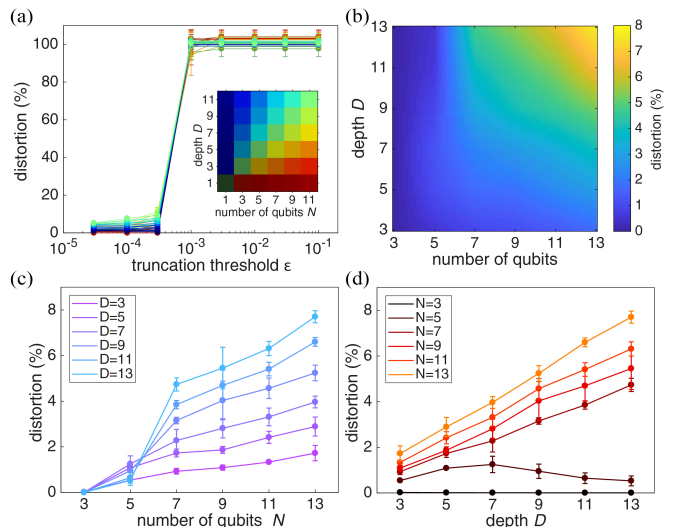 (a)
distortion (%)
100
80
60
40
20
0
10^-5
10^-4
10^-3
10^-2
10^-1
truncation threshold ε
depth D
11
9
7
5
3
1
1 3 5 7 9 11
number of qubits N
(b)
depth D
13
11
9
7
5
3
3 5 7 9 11 13
number of qubits
8
7
6
5
4
3
2
1
0
distortion (%)
(c)
distortion (%)
8
6
4
2
0
D=3
D=5
D=7
D=9
D=11
D=13
3 5 7 9 11 13
number of qubits N
(d)
distortion (%)
8
6
4
2
0
N=3
N=5
N=7
N=9
N=11
N=13
3 5 7 9 11 13
depth D